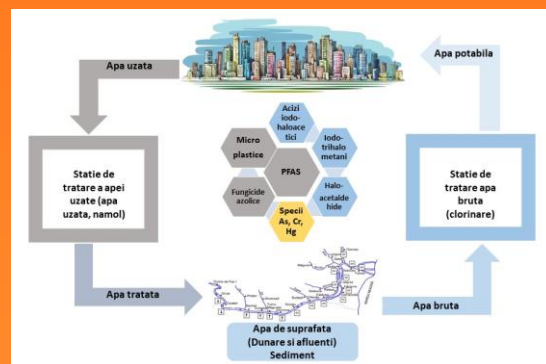 Apa uzata
Apa potabila
Acizi
iodo-
haloace
tici
Micro
plastice
Iodo-
trihalo
metani
PFAS
Statie de
tratare a apei
uzate (apa
uzata, namol)
Statie de
tratare apa
bruta
(clorinare)
Fungicide
azolice
Halo-
acetalde
hide
Specii
As, Cr,
Hg
Apa tratata
Apa bruta
Apa de suprafata
(Dunare si afluenti)
Sediment